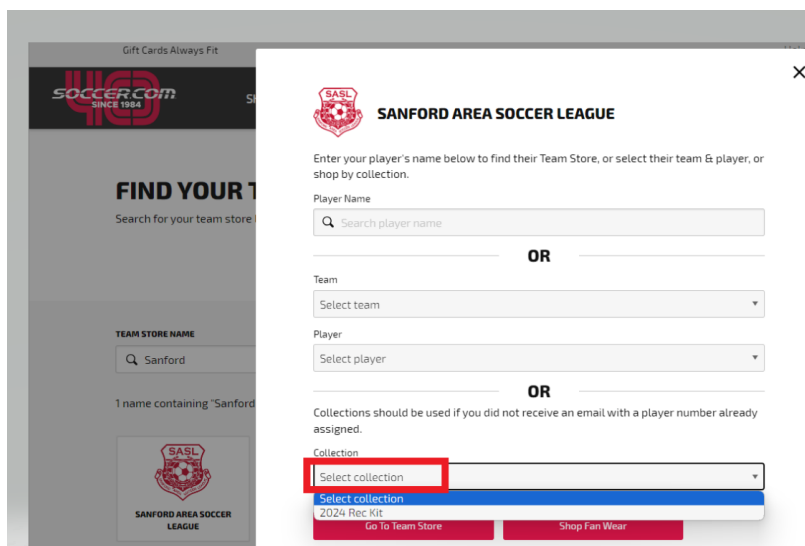 Gift Cards Always Fit
SOCCER.COM
SINCE 1984
40
SH
FIND YOUR T
Search for your team store
TEAM STORE NAME
Sanford
1 name containing "Sanford
SASL
SANFORD AREA SOCCER
LEAGUE
SASL
SANFORD AREA SOCCER LEAGUE
Enter your player's name below to find their Team Store, or select their team & player, or
shop by collection.
Player Name
Search player name
OR
Team
Select team
Player
Select player
OR
Collections should be used if you did not receive an email with a player number already
assigned.
Collection
Select collection
Select collection
2024 Rec Kit
Go To Team Store
Shop Fan Wear